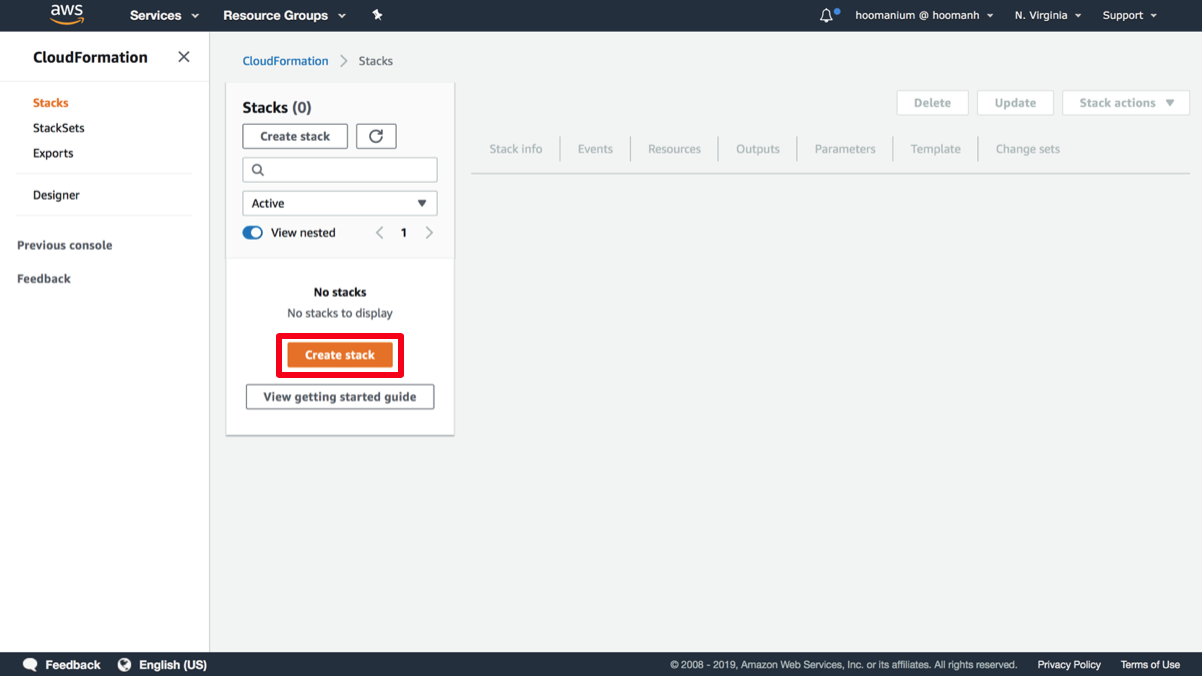 aws Services Resource Groups hoomanium @ hoomanh N. Virginia Support
CloudFormation
Stacks
StackSets
Exports
Designer
Previous console
Feedback
CloudFormation Stacks
Stacks (0)
Create stack
Active
View nested 1
No stacks
No stacks to display
Create stack
View getting started guide
Delete Update Stack actions
Stack info Events Resources Outputs Parameters Template Change sets
Feedback English (US) © 2008 - 2019, Amazon Web Services, Inc. or its affiliates. All rights reserved. Privacy Policy Terms of Use